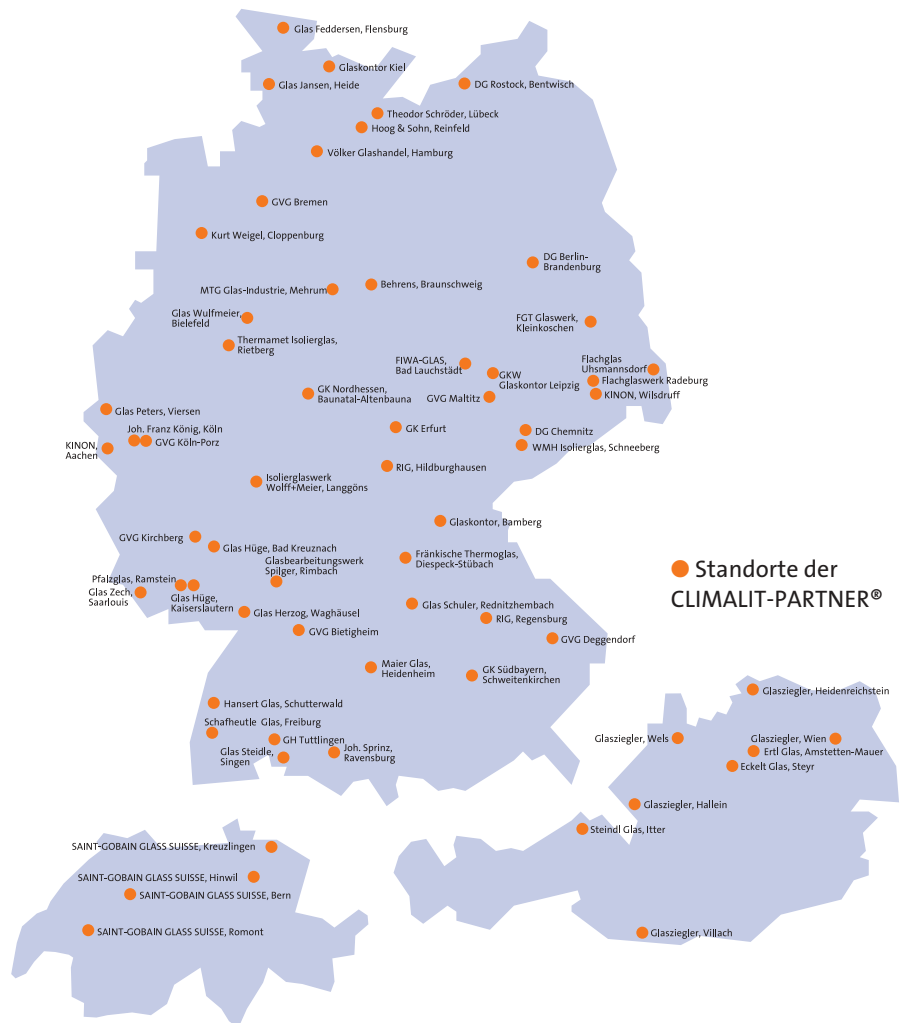 Glas Feddersen, Flensburg
Glaskontor Kiel
Glas Jansen, Heide
DG Rostock, Bentwisch
Theodor Schröder, Lübeck
Hoog & Sohn, Reinfeld
Völker Glashandel, Hamburg
GVG Bremen
Kurt Weigel, Cloppenburg
DG Berlin-
Brandenburg
Behrens, Braunschweig
MTG Glas-Industrie, Mehrum
Glas Wulfmeier,
Bielefeld
FGT Glaswerk,
Kleinkoschen
Thermamet Isolierglas,
Rietberg
FIWA-GLAS,
Bad Lauchstädt
Flachglas
Uhsmannsdorf
GKW
Glaskontor Leipzig
Flachglaswerk Radeburg
GK Nordhessen,
Baunatal-Altenbauna
GVG Maltitz
KINON, Wilsdruff
Glas Peters, Viersen
Joh. Franz König, Köln
GVG Köln-Porz
KINON,
Aachen
GK Erfurt
DG Chemnitz
WMH Isolierglas, Schneeberg
RIG, Hildburghausen
Isolierglaswerk
Wolff+Meier, Langgöns
Glaskontor, Bamberg
GVG Kirchberg
Glas Hüge, Bad Kreuznach
Glasbearbeitungswerk
Spilger, Rimbach
Fränkische Thermoglas,
Diespeck-Stübach
Pfalzglas, Ramstein
Glas Zech,
Saarlouis
Glas Hüge,
Kaiserslautern
Standorte der
CLIMALIT-PARTNER®
Glas Herzog, Waghäusel
Glas Schuler, Rednitzhembach
RIG, Regensburg
GVG Bietigheim
GVG Deggendorf
Maier Glas,
Heidenheim
GK Südbayern,
Schweitenkirchen
Hansert Glas, Schutterwald
Schafheutle Glas, Freiburg
GH Tuttlingen
Glas Steidle,
Singen
Joh. Sprinz,
Ravensburg
Glasziegler, Heidenreichstein
Glasziegler, Wels
Glasziegler, Wien
Ertl Glas, Amstetten-Mauer
Eckelt Glas, Steyr
Glasziegler, Hallein
Steindl Glas, Itter
Glasziegler, Villach
SAINT-GOBAIN GLASS SUISSE, Kreuzlingen
SAINT-GOBAIN GLASS SUISSE, Hinwil
SAINT-GOBAIN GLASS SUISSE, Bern
SAINT-GOBAIN GLASS SUISSE, Romont